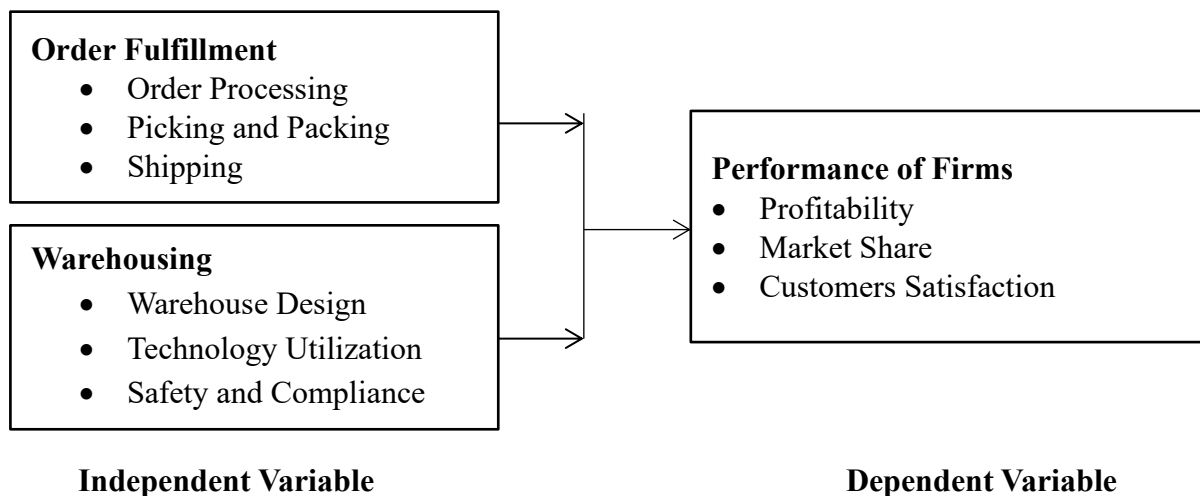 Order Fulfillment
• Order Processing
• Picking and Packing
• Shipping
Warehousing
• Warehouse Design
• Technology Utilization
• Safety and Compliance
Performance of Firms
• Profitability
• Market Share
• Customers Satisfaction
Independent Variable
Dependent Variable